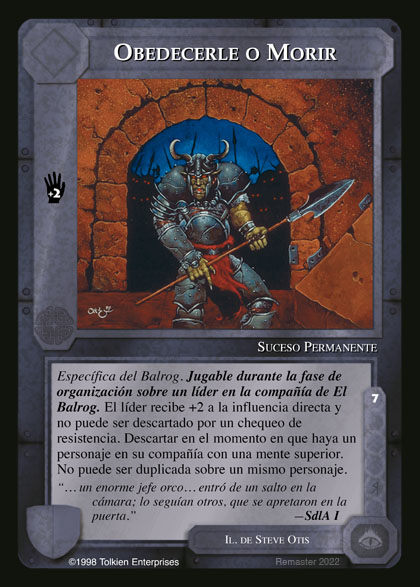 Obedecerle o Morir
+2
Otis
Suceso Permanente
Específica del Balrog. Jugable durante la fase de
organización sobre un líder en la compañía de El
Balrog. El líder recibe +2 a la influencia directa y
no puede ser descartado por un chequeo de
resistencia. Descartar en el momento en que haya un
personaje en su compañía con una mente superior.
No puede ser duplicada sobre un mismo personaje.
7
“… un enorme jefe orco… entró de un salto en la
cámara; lo seguían otros, que se apretaron en la
puerta.” —SdlA I
Il. de Steve Otis
©1998 Tolkien Enterprises
Remaster 2022